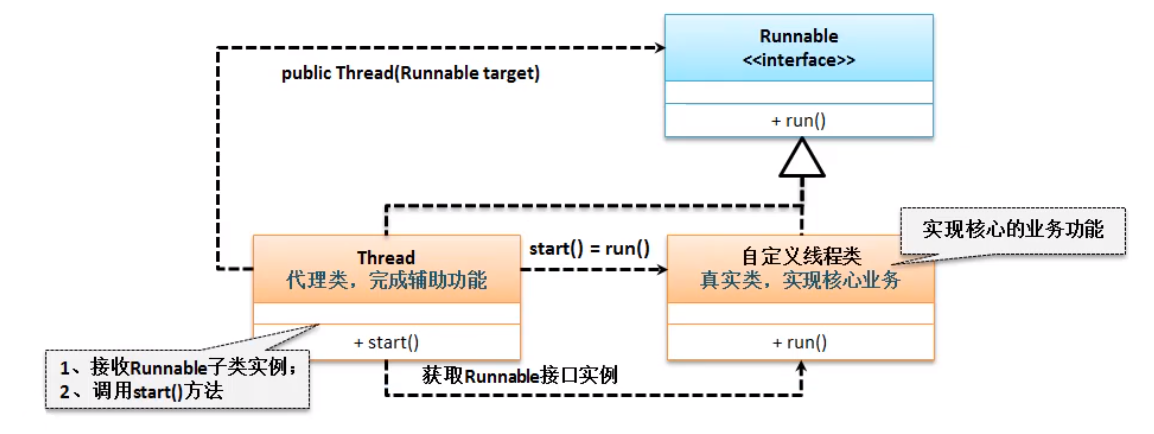 Runnable
<<interface>>
public Thread(Runnable target)
+ run()
实现核心的业务功能
Thread
代理类，完成辅助功能
start() = run()
自定义线程类
真实类，实现核心业务
+ start()
+ run()
1、接收Runnable子类实例；
2、调用start()方法
获取Runnable接口实例